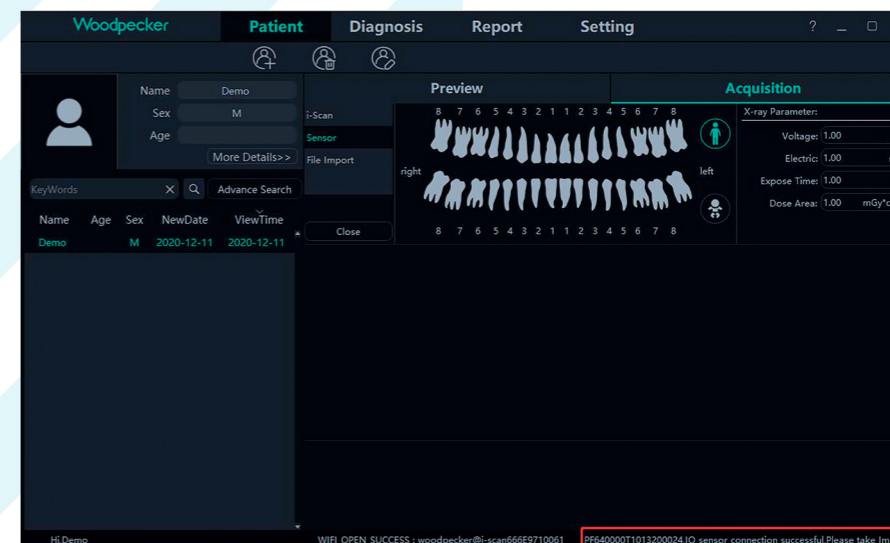 Woodpecker Patient Diagnosis Report Setting ?
Name Demo
Sex M
Age
More Details>>
KeyWords Advance Search
Name Age Sex NewDate ViewTime
Demo M 2020-12-11 2020-12-11
Preview Acquisition
i-Scan
Sensor
File Import
Close
8 7 6 5 4 3 2 1 1 2 3 4 5 6 7 8
right left
8 7 6 5 4 3 2 1 1 2 3 4 5 6 7 8
X-ray Parameter:
Voltage: 1.00
Electric: 1.00
Expose Time: 1.00
Dose Area: 1.00 mGy*c
Hi,Demo
WIFI OPEN SUCCESS : woodpecker@i-scan666E9710061
PF640000T1013200024,IO sensor connection successful,Please take Im